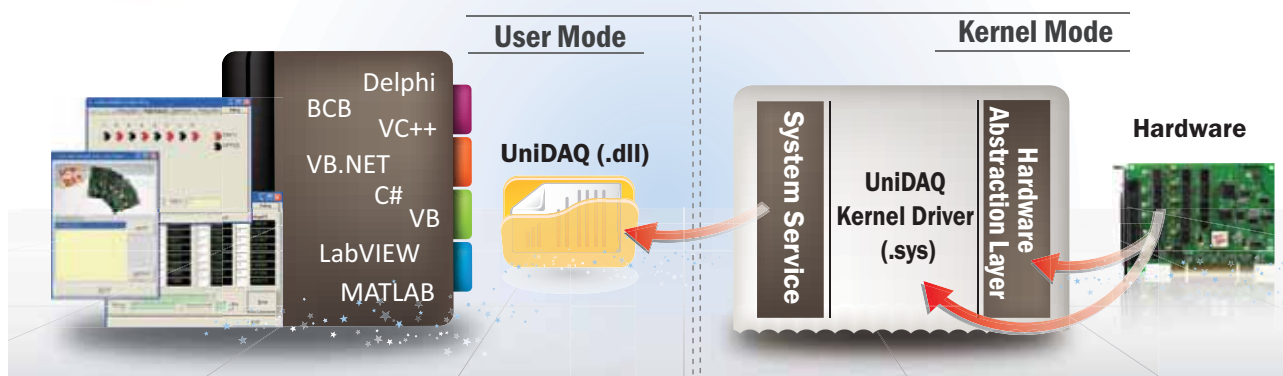 User Mode
Kernel Mode
Delphi
BCB
VC++
VB.NET
C#
VB
LabVIEW
MATLAB
UniDAQ (.dll)
System Service
UniDAQ
Kernel Driver
(.sys)
Hardware
Abstraction Layer
Hardware